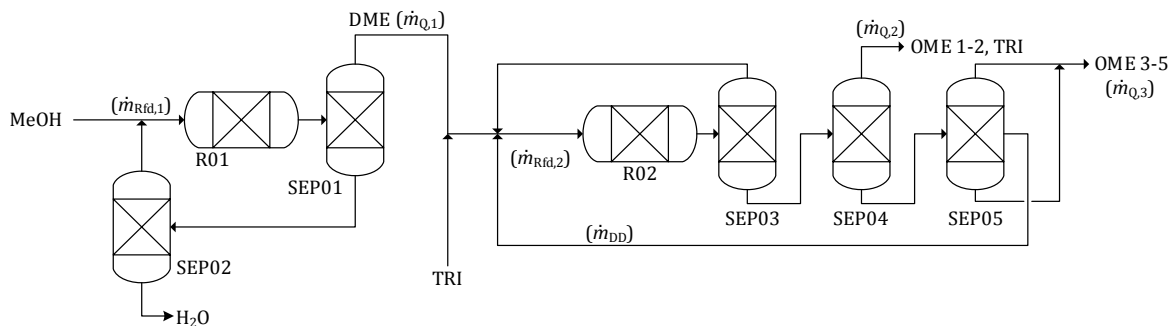 DME (ṁQ,1)
(ṁQ,2)
OME 1-2, TRI
OME 3-5
(ṁQ,3)
MeOH
(ṁRfd,1)
R01
SEP01
(ṁRfd,2)
R02
SEP03
SEP04
SEP05
(ṁDD)
SEP02
TRI
H₂O